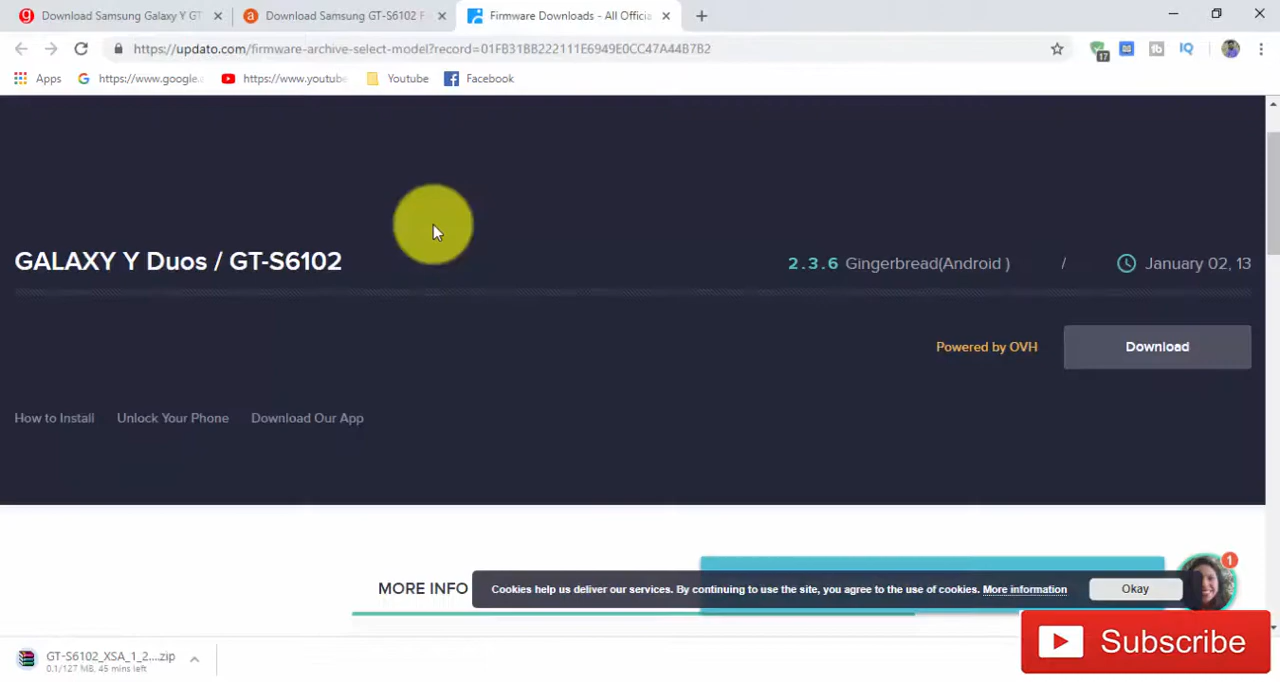 Download Samsung Galaxy Y GT
Download Samsung GT-S6102 F
Firmware Downloads - All Officia
https://updato.com/firmware-archive-select-model?record=01FB31BB222111E6949E0CC47A44B7B2
17
IQ
Apps
https://www.google.c
https://www.youtube
Youtube
Facebook
GALAXY Y Duos / GT-S6102
2.3.6 Gingerbread(Android ) / January 02, 13
Powered by OVH
Download
How to Install Unlock Your Phone Download Our App
MORE INFO
Cookies help us deliver our services. By continuing to use the site, you agree to the use of cookies. More information
Okay
1
Subscribe
GT-S6102_XSA_1_2....zip
0.1/127 MB, 45 mins left